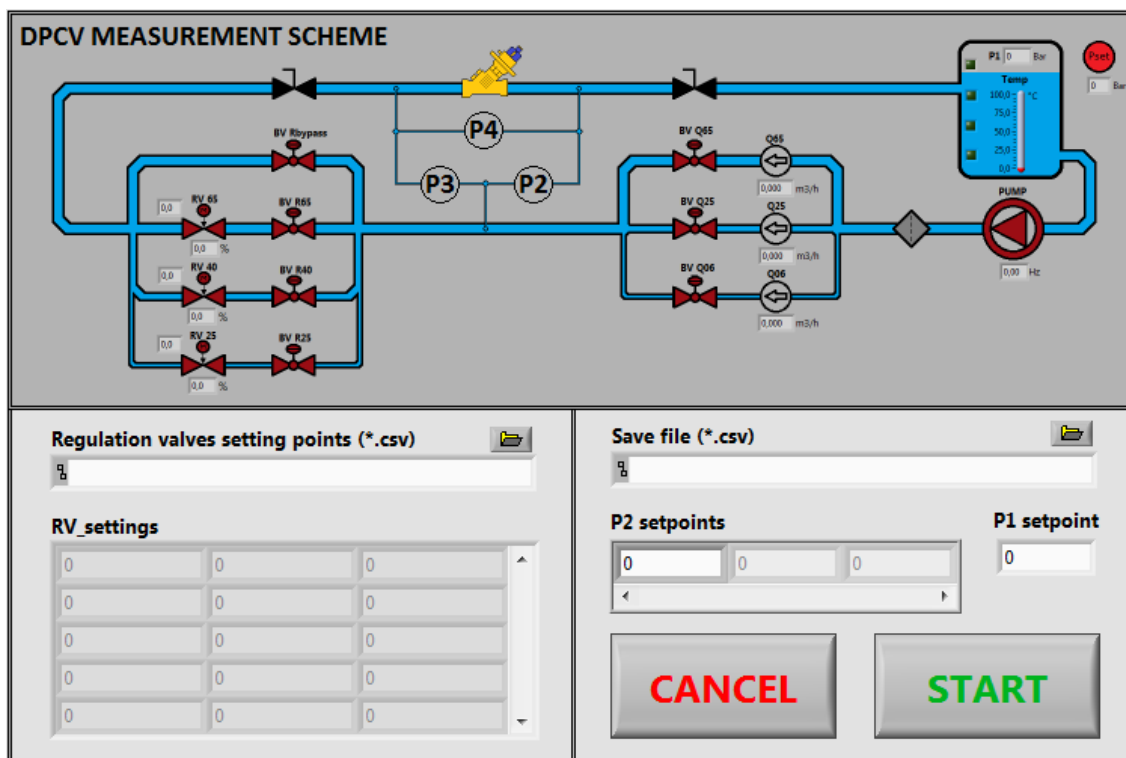 DPCV MEASUREMENT SCHEME
P1 0 Bar
Pset
0 Bar
Temp
100,0 °C
75,0
50,0
25,0
0,0
P4
P3
P2
BV Rbypass
BV Q65
Q65
0,000 m3/h
RV 65
0,0
0,0 %
BV R65
BV Q25
Q25
0,000 m3/h
PUMP
0,00 Hz
RV 40
0,0
0,0 %
BV R40
BV Q06
Q06
0,000 m3/h
RV 25
0,0
0,0 %
BV R25
Regulation valves setting points (*.csv)
RV_settings
0 0 0
0 0 0
0 0 0
0 0 0
0 0 0
Save file (*.csv)
P2 setpoints
0 0 0
P1 setpoint
0
CANCEL
START